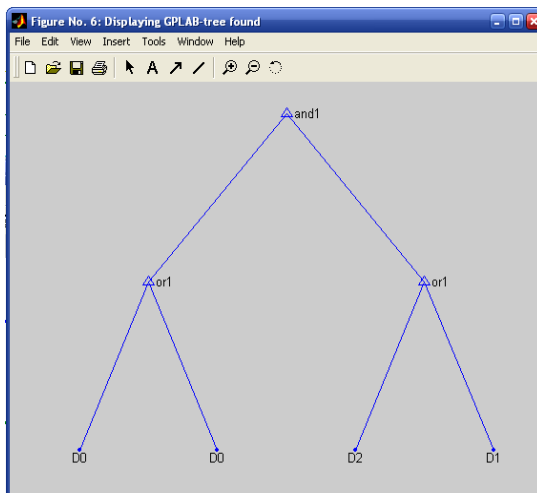 Figure No. 6: Displaying GPLAB-tree found
File Edit View Insert Tools Window Help
A
and1
or1 or1
D0 D0 D2 D1